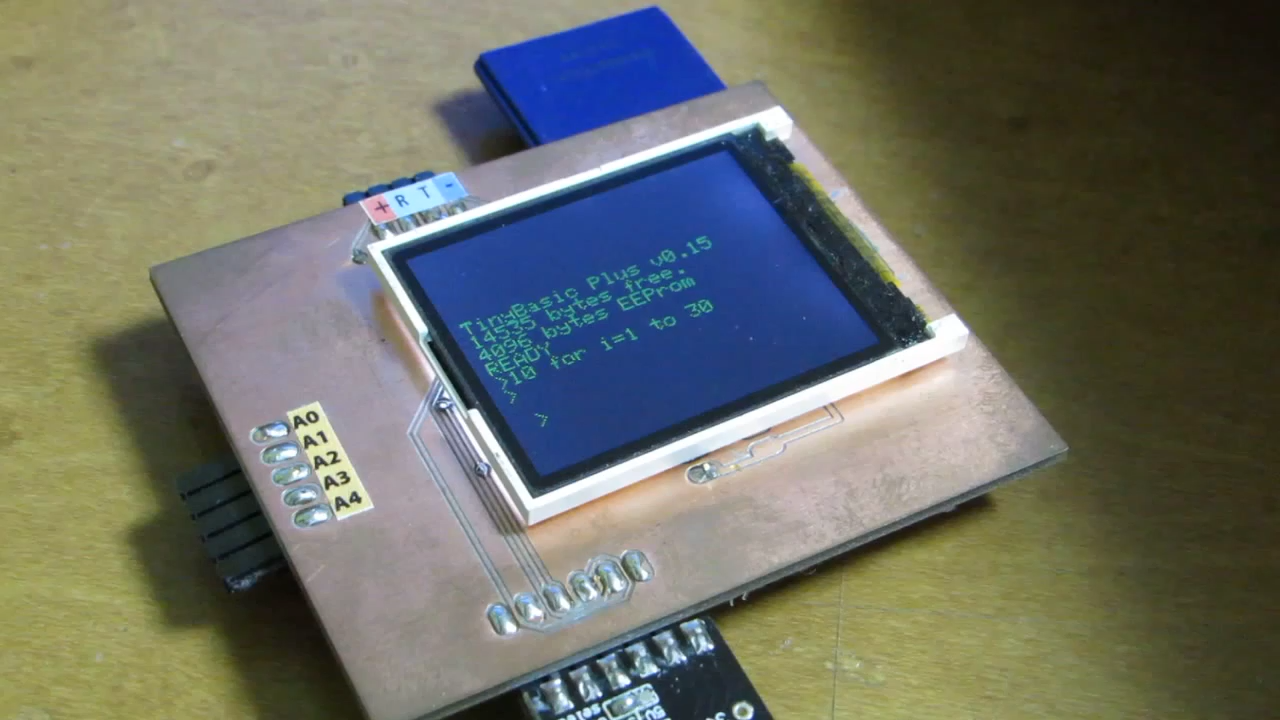 + R T -
TinyBasic Plus v0.15
14535 bytes free.
4096 bytes EEProm
READY
>10 for i=1 to 30
>
>
A0
A1
A2
A3
A4